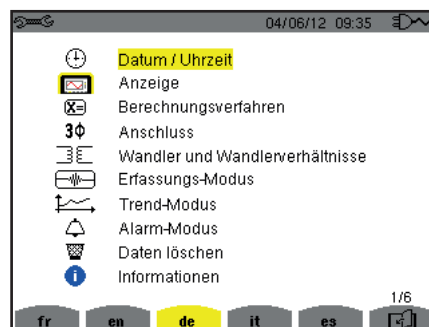 04/06/12 09:35
Datum / Uhrzeit
Anzeige
X= Berechnungsverfahren
3Φ Anschluss
Wandler und Wandlerverhältnisse
Erfassungs-Modus
Trend-Modus
Alarm-Modus
Daten löschen
i Informationen
1/6
fr en de it es